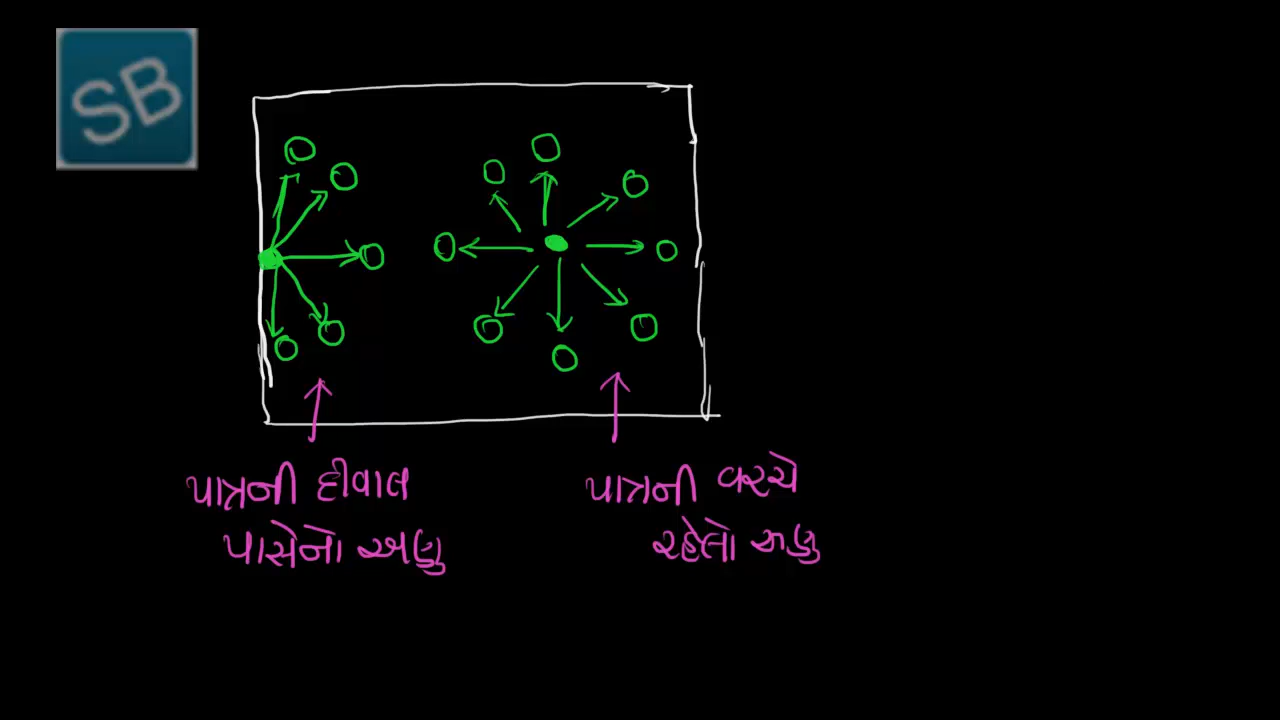 SB
પાત્રની દીવાલ
પાસેનો અણુ
પાત્રની વચ્ચે
રહેલો અણુ